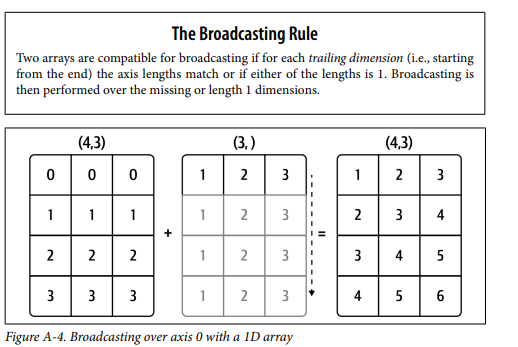 The Broadcasting Rule
Two arrays are compatible for broadcasting if for each trailing dimension (i.e., starting
from the end) the axis lengths match or if either of the lengths is 1. Broadcasting is
then performed over the missing or length 1 dimensions.
(4,3) (3,) (4,3)
0 0 0 1 2 3 1 2 3
1 1 1 1 2 3 2 3 4
+ =
2 2 2 1 2 3 3 4 5
3 3 3 1 2 3 4 5 6
Figure A-4. Broadcasting over axis 0 with a 1D array